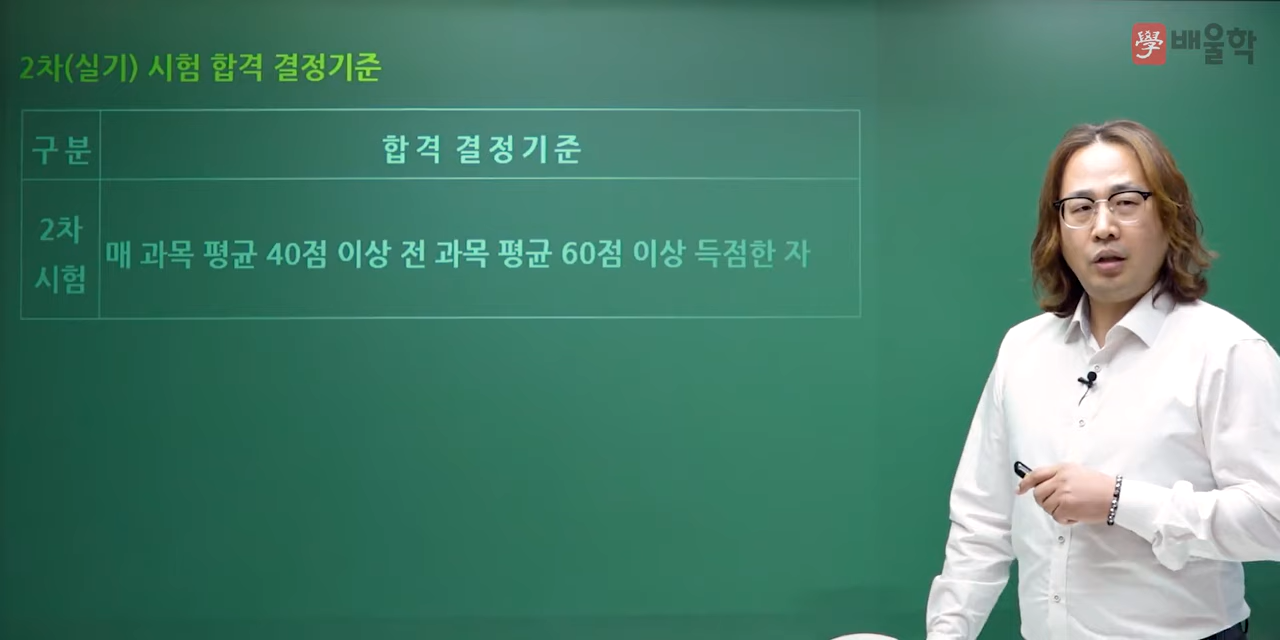 學 배울학
2차(실기) 시험 합격 결정기준
구분 합격 결정기준
2차
시험
매 과목 평균 40점 이상 전 과목 평균 60점 이상 득점한 자